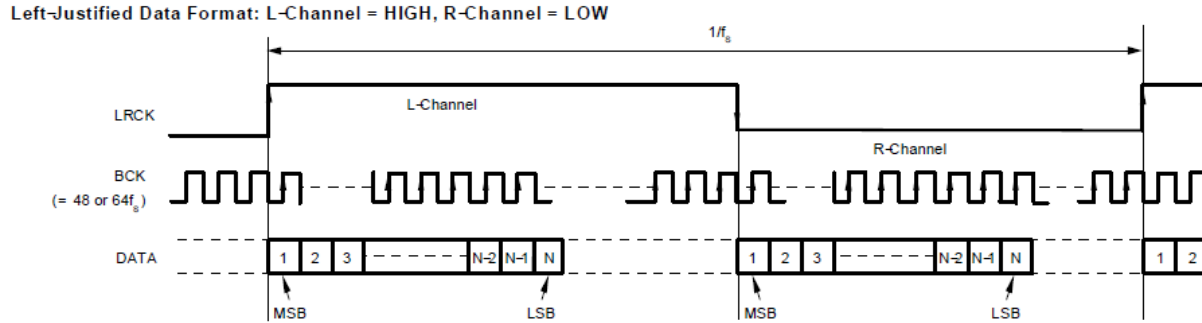 Left-Justified Data Format: L-Channel = HIGH, R-Channel = LOW
1/fs
LRCK
L-Channel
R-Channel
BCK
(= 48 or 64fs)
DATA
1 2 3 N-2 N-1 N 1 2 3 N-2 N-1 N 1 2
MSB LSB MSB LSB